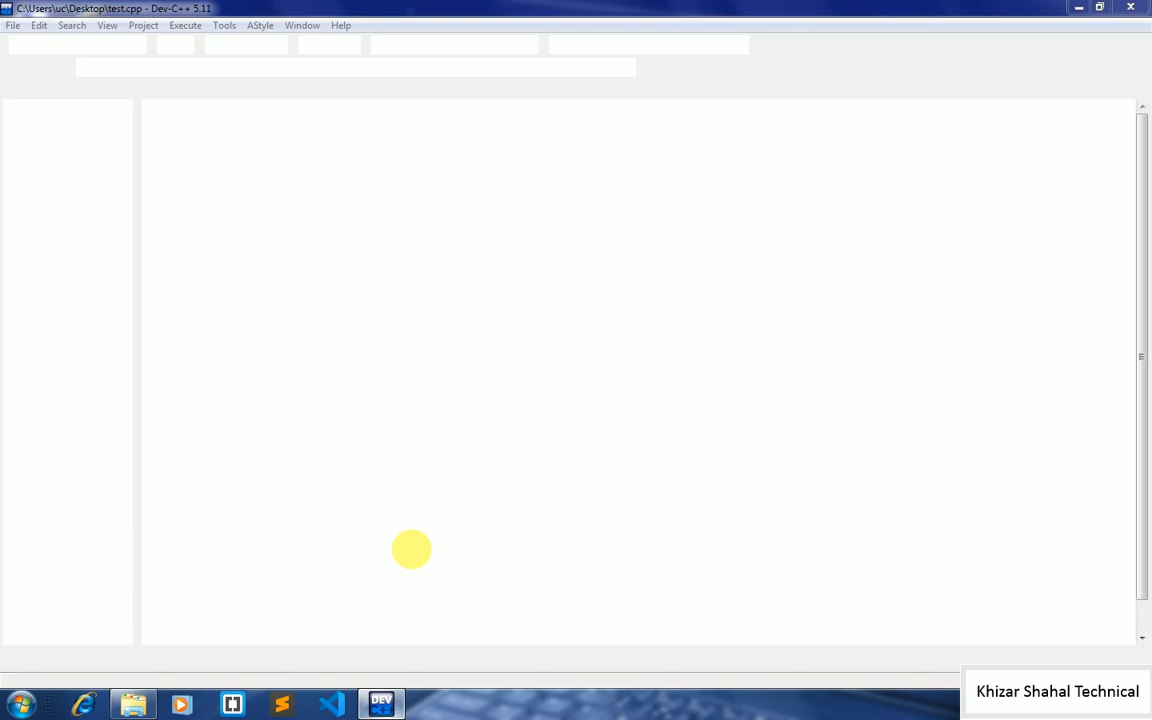 C:\Users\uc\Desktop\test.cpp - Dev-C++ 5.11
File Edit Search View Project Execute Tools AStyle Window Help
DEV
Khizar Shahal Technical